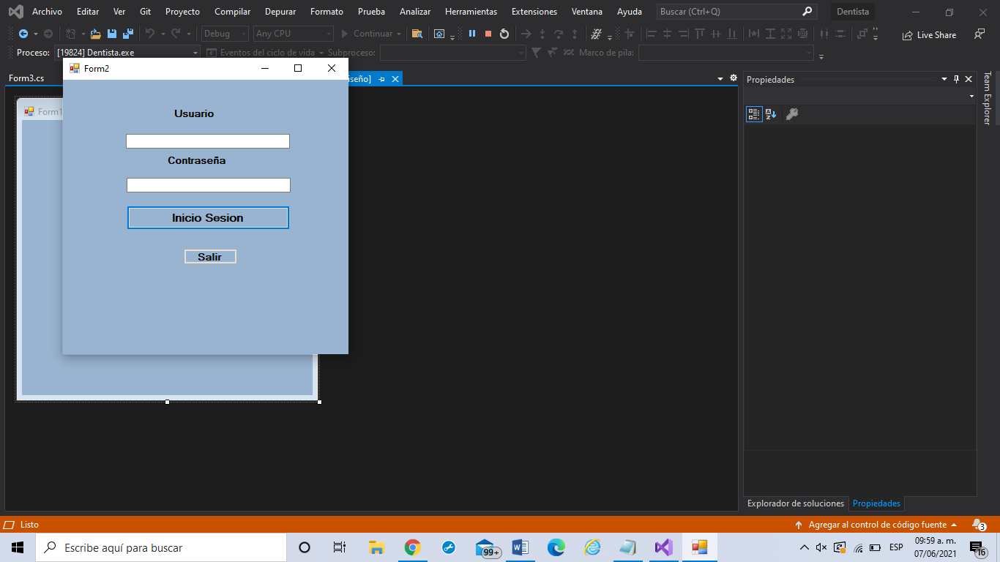 Archivo Editar Ver Git Proyecto Compilar Depurar Formato Prueba Analizar Herramientas Extensiones Ventana Ayuda Buscar (Ctrl+Q) Dentista
Debug Any CPU Continuar Live Share
Proceso: [19824] Dentista.exe Eventos del ciclo de vida Subproceso: Marco de pila:
Form3.cs
seño]
Form2
Form1
Usuario
Contraseña
Inicio Sesion
Salir
Propiedades
Team Explorer
Explorador de soluciones Propiedades
Listo
Agregar al control de código fuente 3
Escribe aquí para buscar
99+
ESP
09:59 a. m.
07/06/2021
16